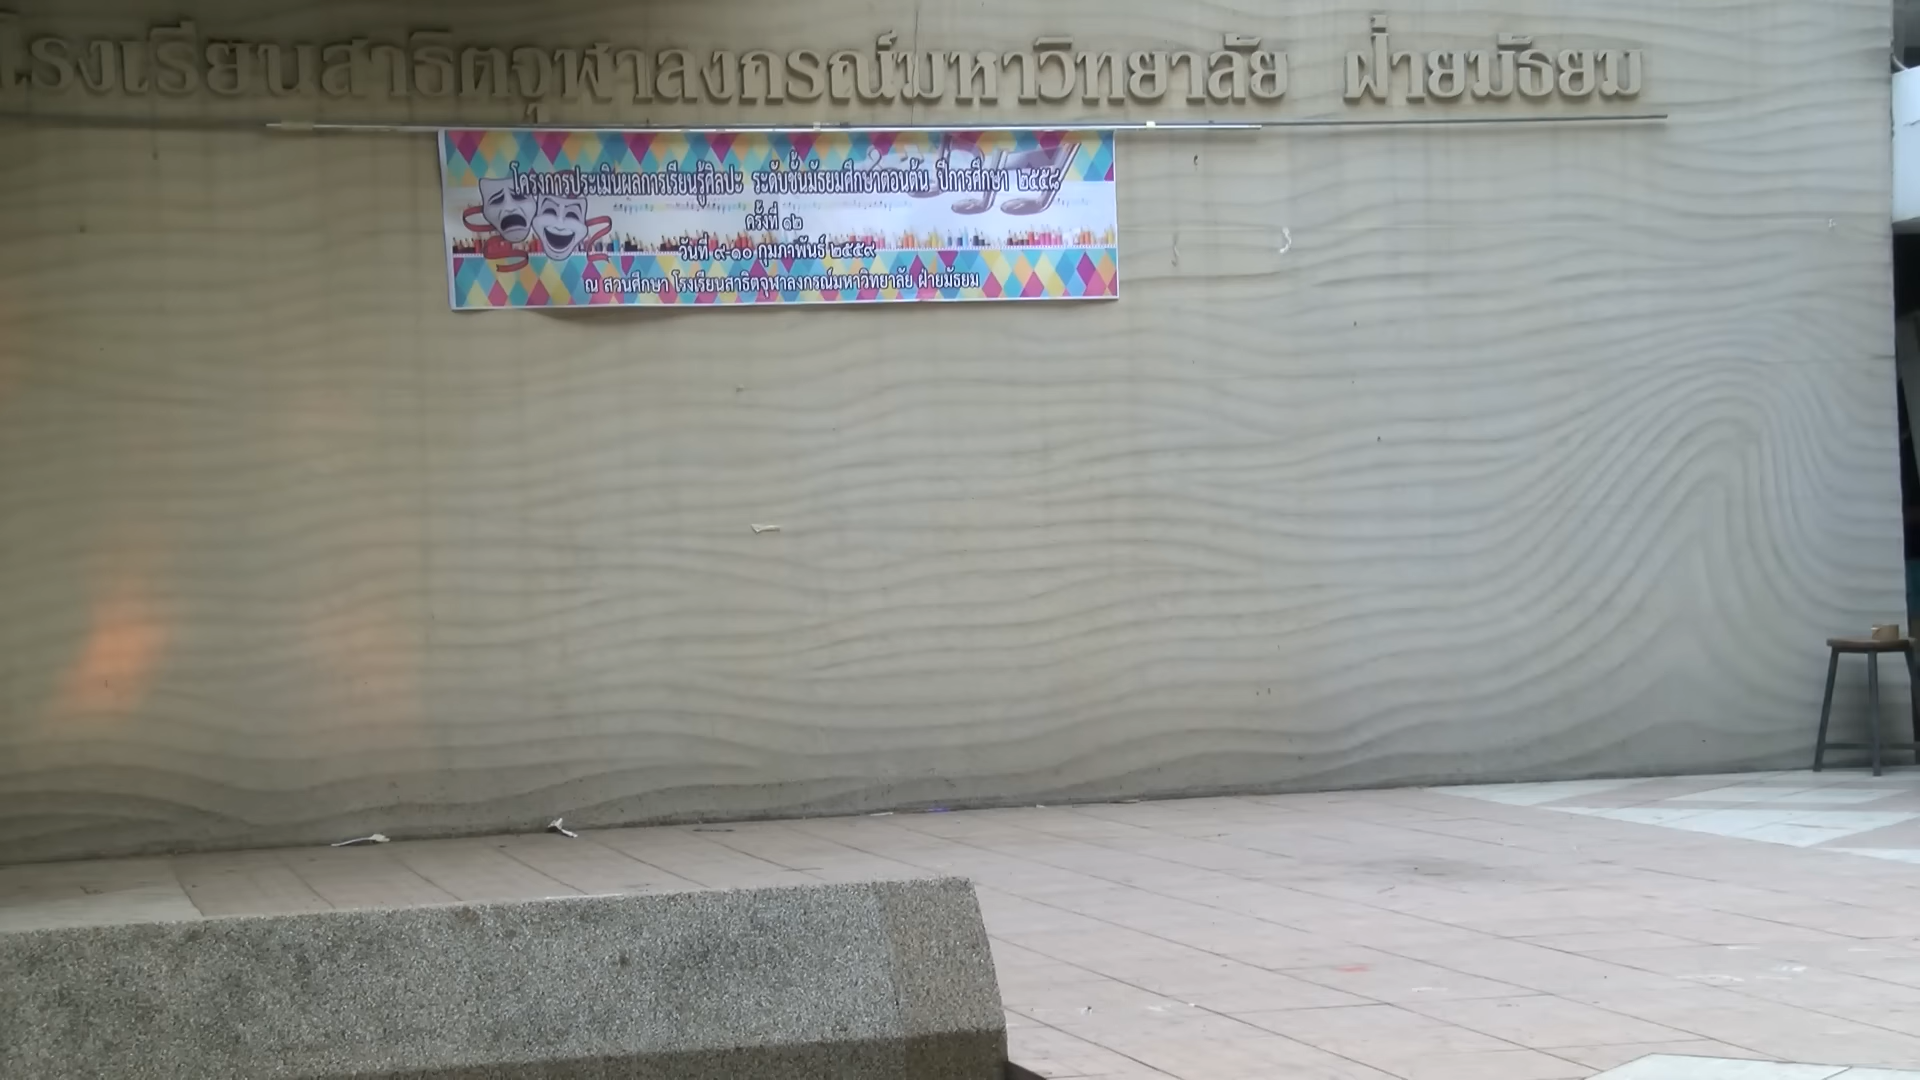 โรงเรียนสาธิตจุฬาลงกรณ์มหาวิทยาลัย ฝ่ายมัธยม
โครงการประเมินผลการเรียนรู้ศิลปะ ระดับชั้นมัธยมศึกษาตอนต้น ปีการศึกษา ๒๕๕๘
ครั้งที่ ๑๒
วันที่ ๙-๑๐ กุมภาพันธ์ ๒๕๕๙
ณ สวนศึกษา โรงเรียนสาธิตจุฬาลงกรณ์มหาวิทยาลัย ฝ่ายมัธยม